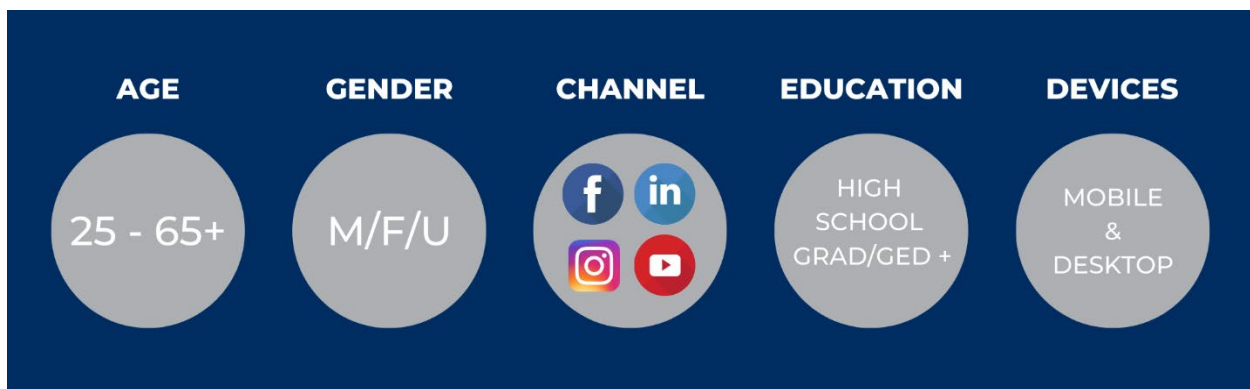 AGE
25 - 65+
GENDER
M/F/U
CHANNEL
f in
EDUCATION
HIGH
SCHOOL
GRAD/GED +
DEVICES
MOBILE
&
DESKTOP